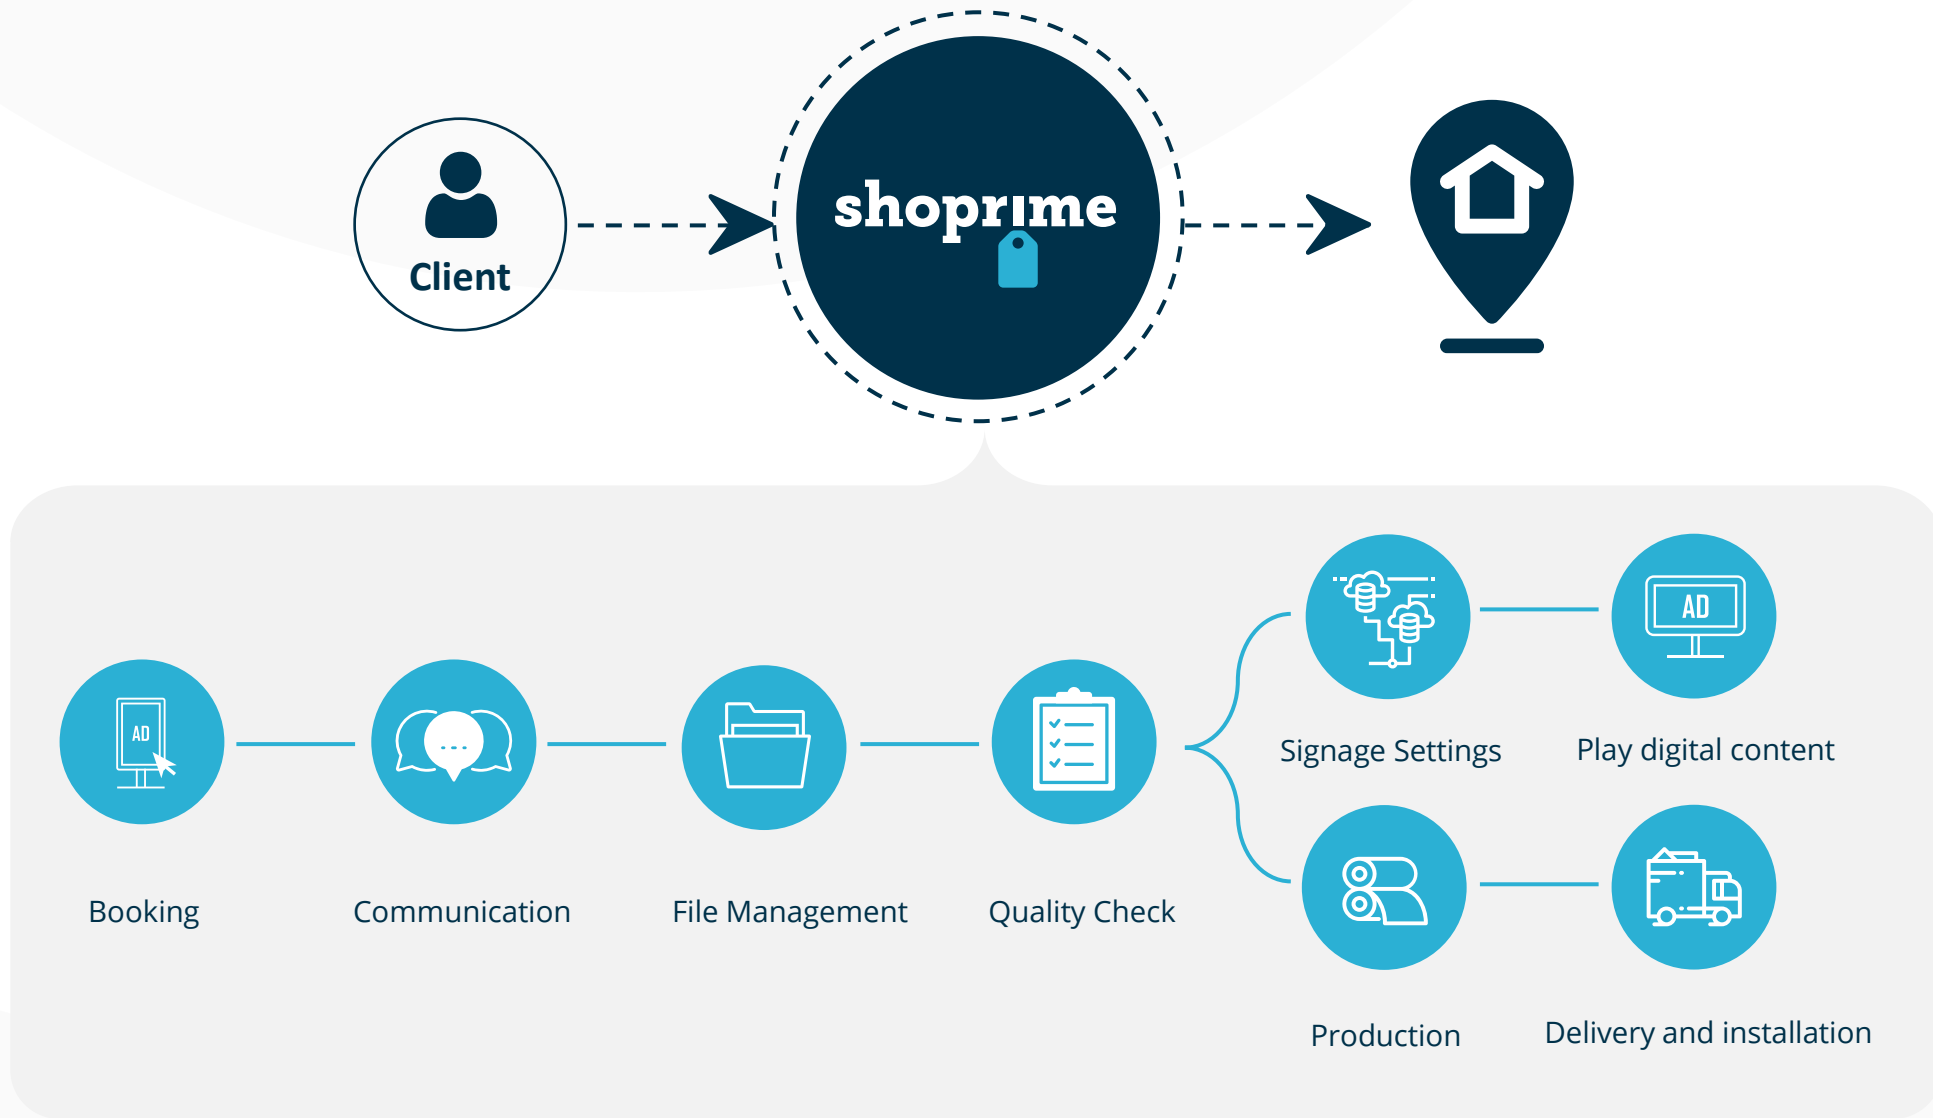 Client
shoprime
AD
AD
Signage Settings
Play digital content
Booking
Communication
File Management
Quality Check
Production
Delivery and installation